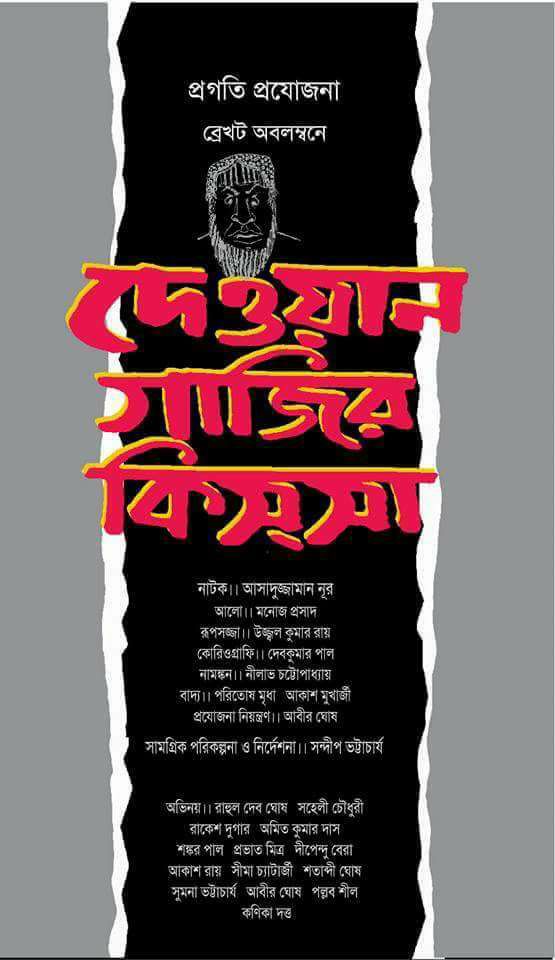 প্রগতি প্রযোজনা
ব্রেখট অবলম্বনে
দেওয়ান
গাজির
কিস্‌সা
নাটক।। আসাদুজ্জামান নূর
আলো।। মনোজ প্রসাদ
রূপসজ্জা।। উজ্জ্বল কুমার রায়
কোরিওগ্রাফি।। দেবকুমার পাল
নামঙ্কন।। নীলাভ চট্টোপাধ্যায়
বাদ্য।। পরিতোষ মৃধা আকাশ মুখার্জী
প্রযোজনা নিয়ন্ত্রণ।। আবীর ঘোষ
সামগ্রিক পরিকল্পনা ও নির্দেশনা।। সন্দীপ ভট্টাচার্য
অভিনয়।। রাহুল দেব ঘোষ সহেলী চৌধুরী
রাকেশ দুগার অমিত কুমার দাস
শঙ্কর পাল প্রভাত মিত্র দীপেন্দু বেরা
আকাশ রায় সীমা চ্যাটার্জী শতাব্দী ঘোষ
সুমনা ভট্টাচার্য আবীর ঘোষ পল্লব শীল
কণিকা দত্ত